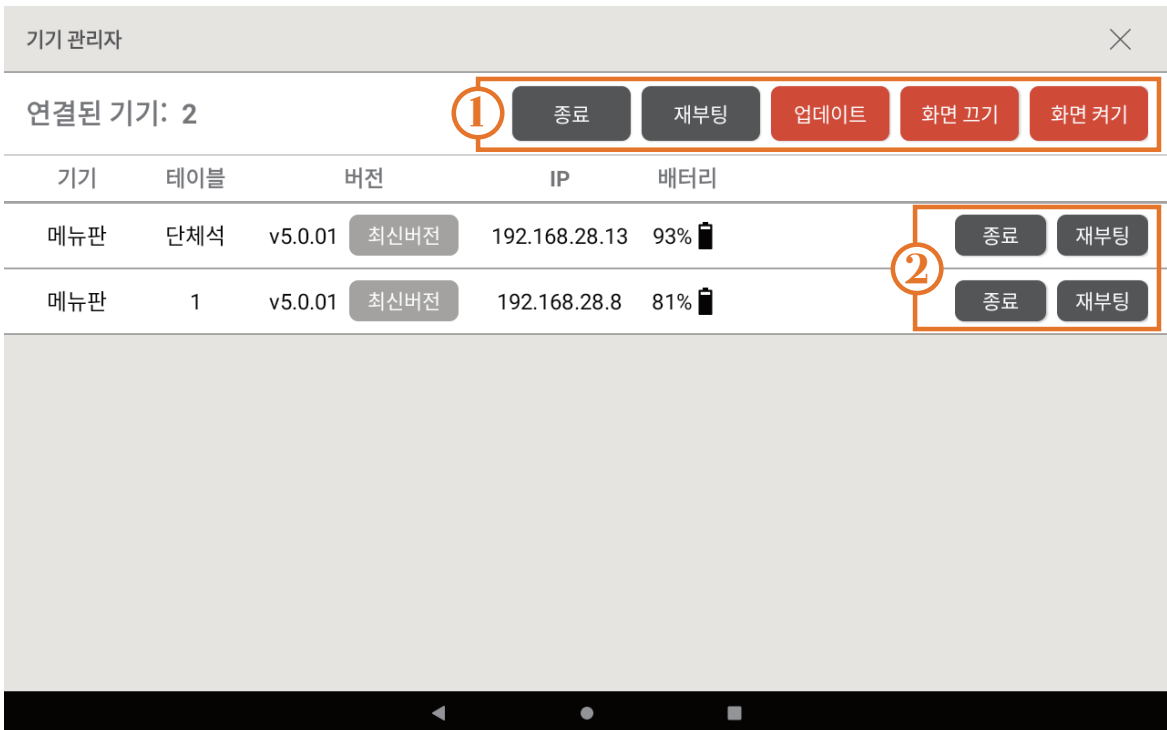 기기 관리자
연결된 기기: 2 1 종료 재부팅 업데이트 화면 끄기 화면 켜기
기기 테이블 버전 IP 배터리
메뉴판 단체석 v5.0.01 최신버전 192.168.28.13 93% 종료 재부팅
2
메뉴판 1 v5.0.01 최신버전 192.168.28.8 81% 종료 재부팅